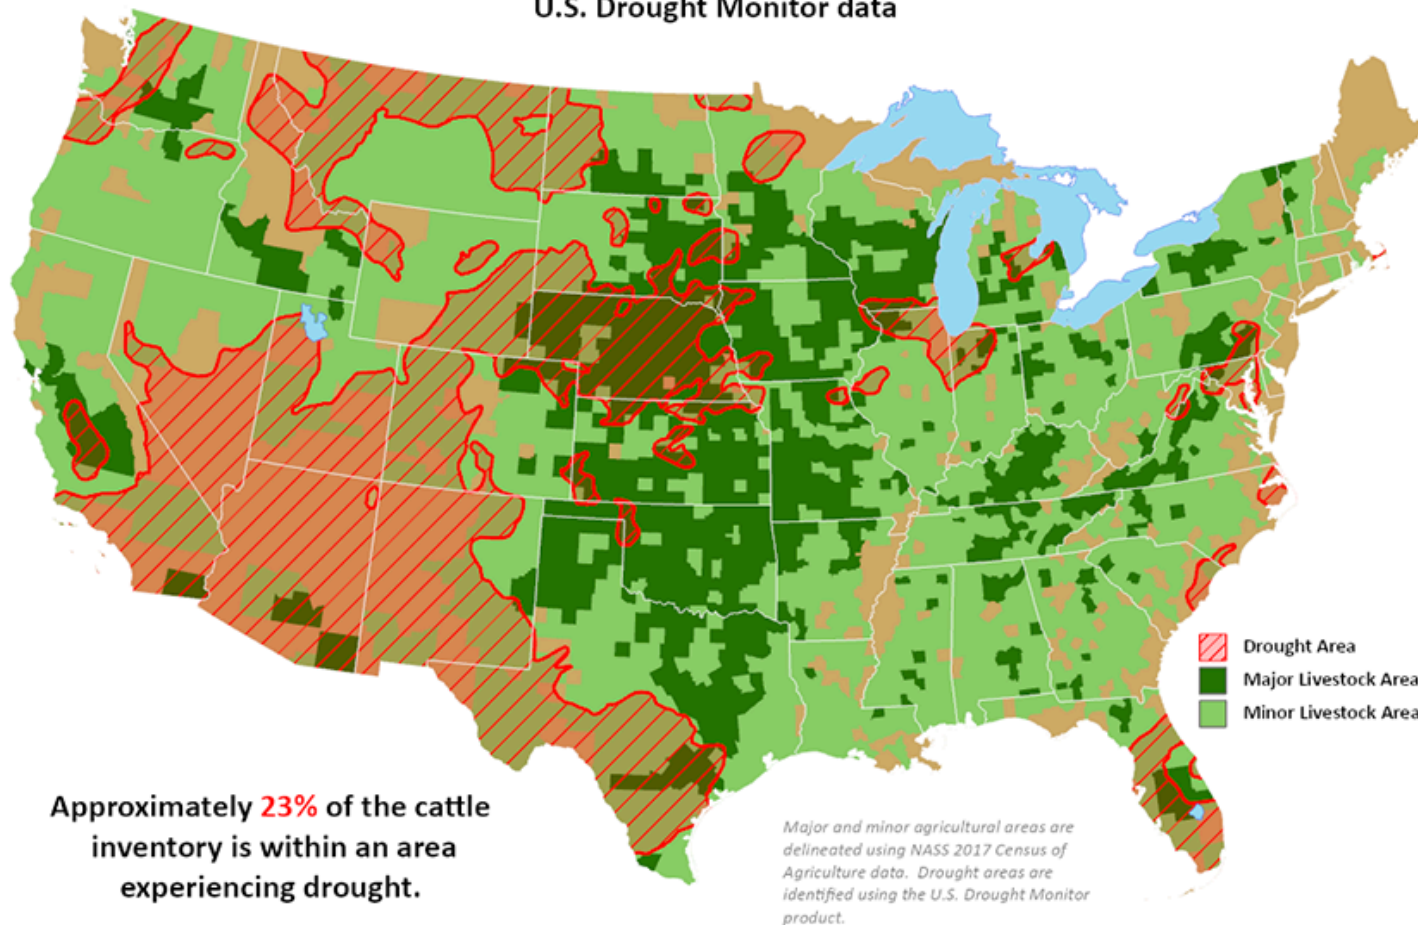 U.S. Drought Monitor data
Drought Area
Major Livestock Area
Minor Livestock Area
Approximately 23% of the cattle
inventory is within an area
experiencing drought.
Major and minor agricultural areas are
delineated using NASS 2017 Census of
Agriculture data. Drought areas are
identified using the U.S. Drought Monitor
product.